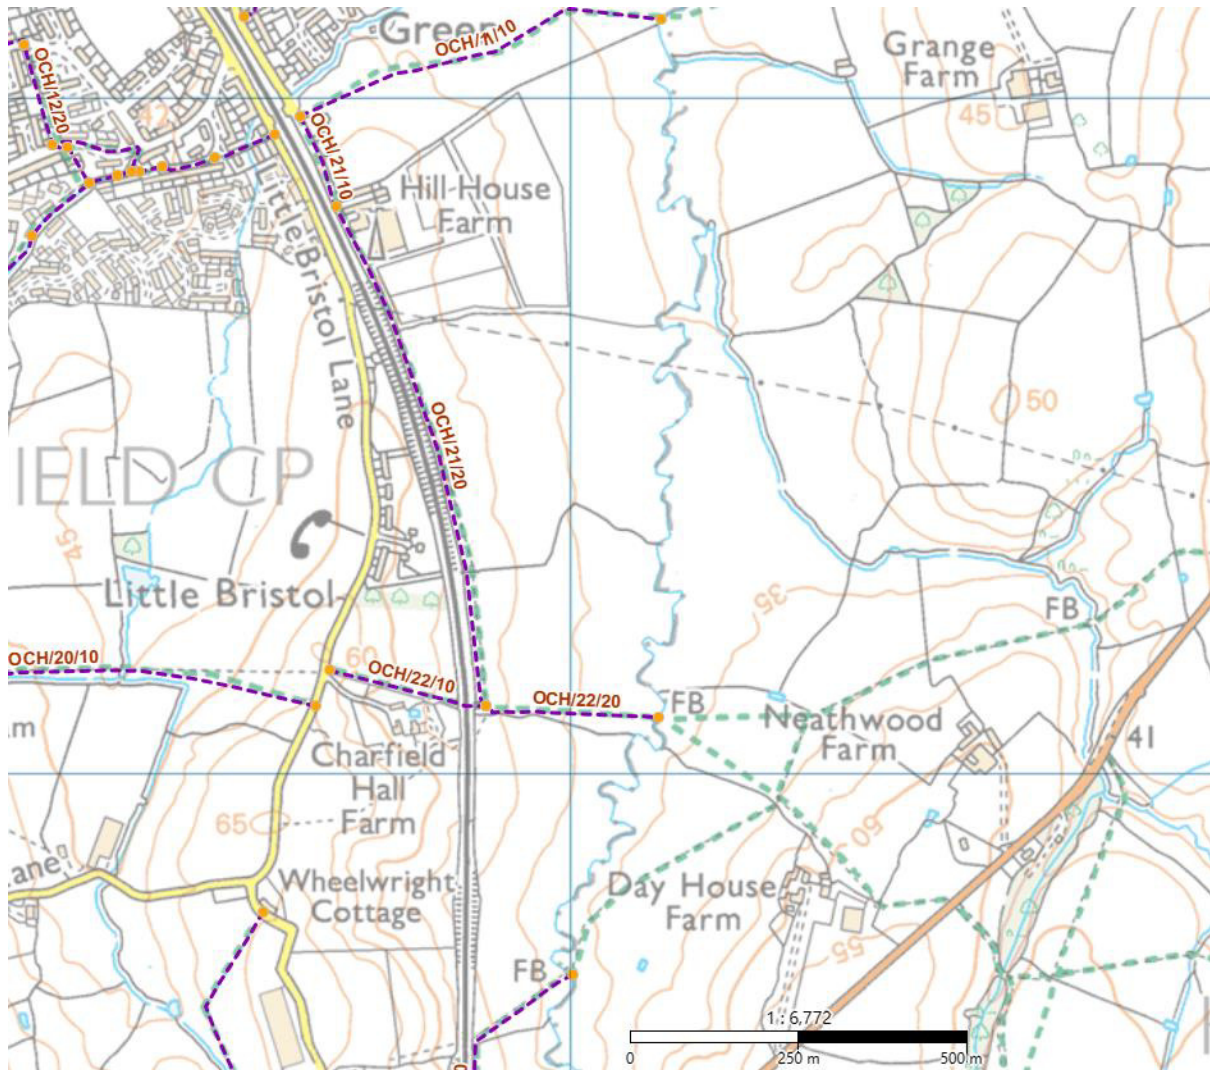 Green
OCH/1/10
Grange
Farm
OCH/12/20
42
45
OCH/21/10
Hill House
Farm
Little Bristol Lane
50
OCH/21/20
IELD CP
45
Little Bristol
35
FB
OCH/20/10
60
OCH/22/10
OCH/22/20
FB
Neathwood
Farm
41
m
Charfield
Hall
Farm
65
50
ane
Wheelwright
Cottage
Day House
Farm
55
FB
1 : 6,772
0
250 m
500 m